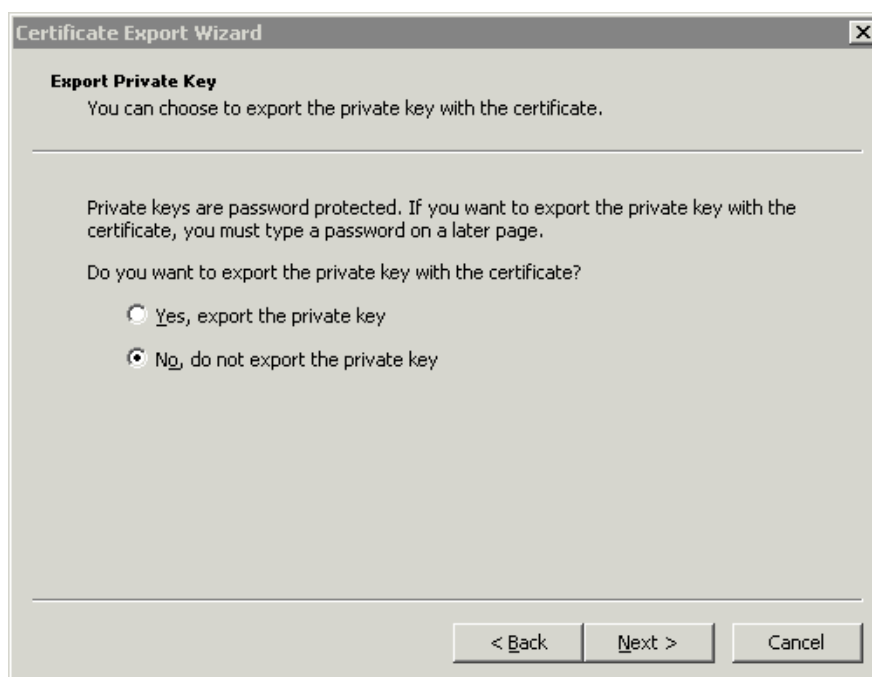 Certificate Export Wizard
Export Private Key
You can choose to export the private key with the certificate.
Private keys are password protected. If you want to export the private key with the
certificate, you must type a password on a later page.
Do you want to export the private key with the certificate?
Yes, export the private key
No, do not export the private key
< Back
Next >
Cancel